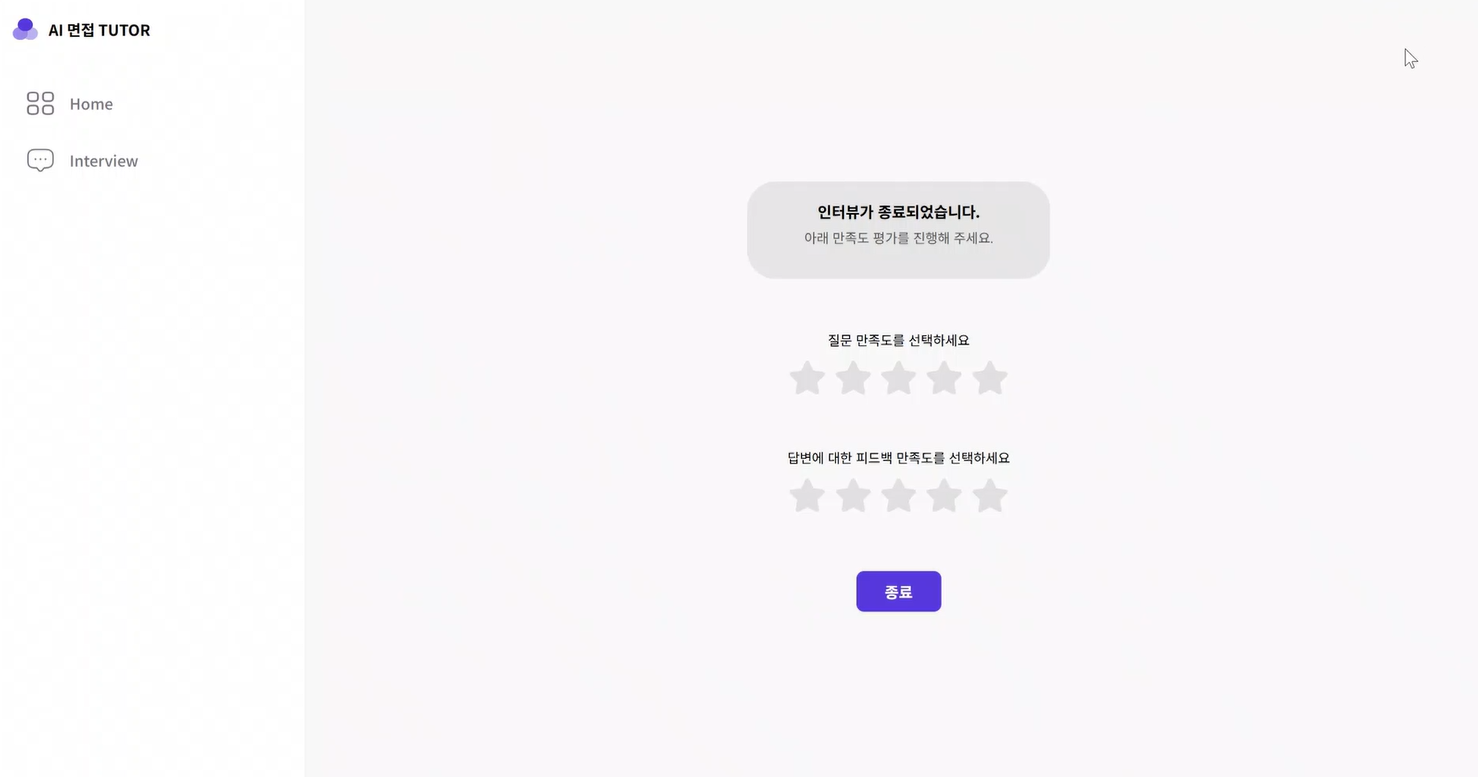 AI 면접 TUTOR
Home
Interview
인터뷰가 종료되었습니다.
아래 만족도 평가를 진행해 주세요.
질문 만족도를 선택하세요
답변에 대한 피드백 만족도를 선택하세요
종료